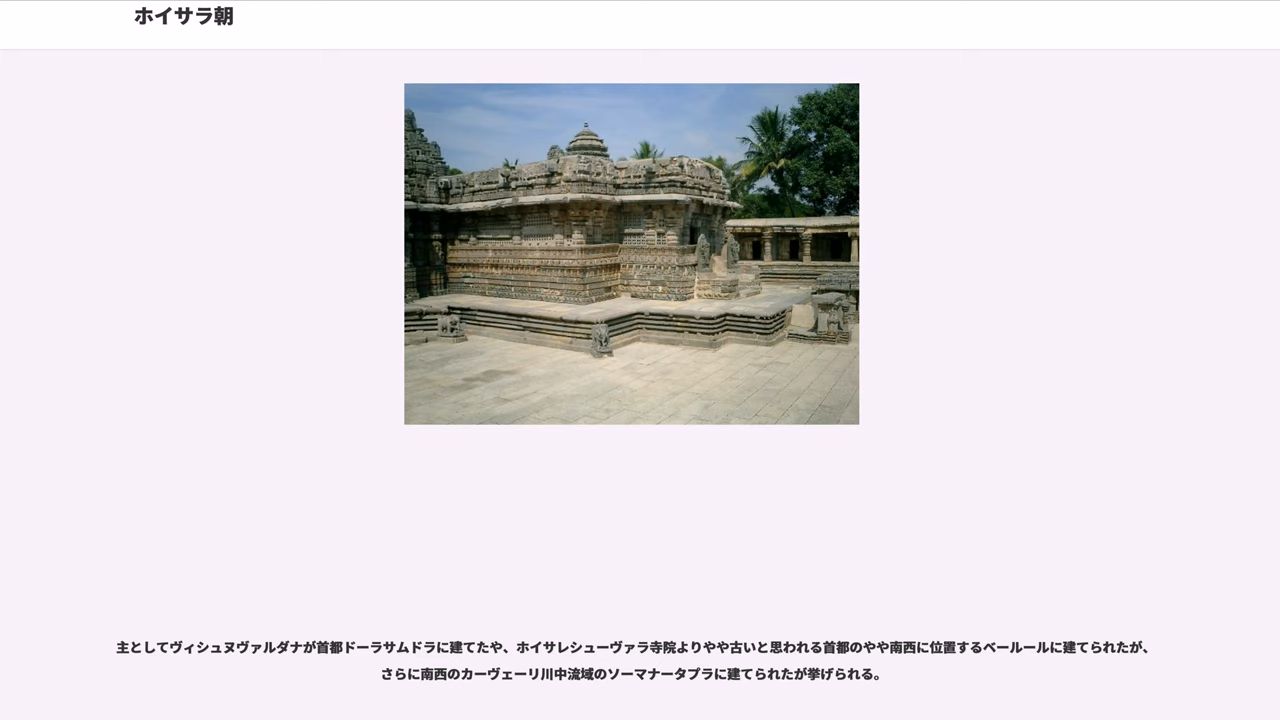 ホイサラ朝
主としてヴィシュヌヴァルダナが首都ドーラサムドラに建てたや、ホイサレシューヴァラ寺院よりやや古いと思われる首都のやや南西に位置するベールールに建てられたが、
さらに南西のカーヴェーリ川中流域のソーマナータプラに建てられたが挙げられる。